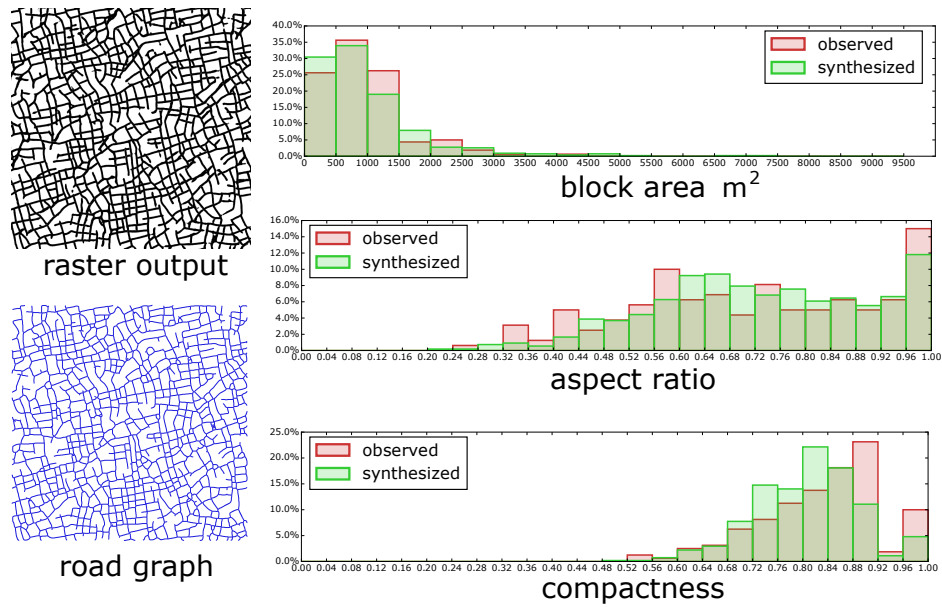 raster output
road graph
40.0%
35.0%
30.0%
25.0%
20.0%
15.0%
10.0%
5.0%
0.0%
observed
synthesized
0 500 1000 1500 2000 2500 3000 3500 4000 4500 5000 5500 6000 6500 7000 7500 8000 8500 9000 9500
block area m²
16.0%
14.0%
12.0%
10.0%
8.0%
6.0%
4.0%
2.0%
0.0%
observed
synthesized
0.00 0.04 0.08 0.12 0.16 0.20 0.24 0.28 0.32 0.36 0.40 0.44 0.48 0.52 0.56 0.60 0.64 0.68 0.72 0.76 0.80 0.84 0.88 0.92 0.96 1.00
aspect ratio
25.0%
20.0%
15.0%
10.0%
5.0%
0.0%
observed
synthesized
0.00 0.04 0.08 0.12 0.16 0.20 0.24 0.28 0.32 0.36 0.40 0.44 0.48 0.52 0.56 0.60 0.64 0.68 0.72 0.76 0.80 0.84 0.88 0.92 0.96 1.00
compactness